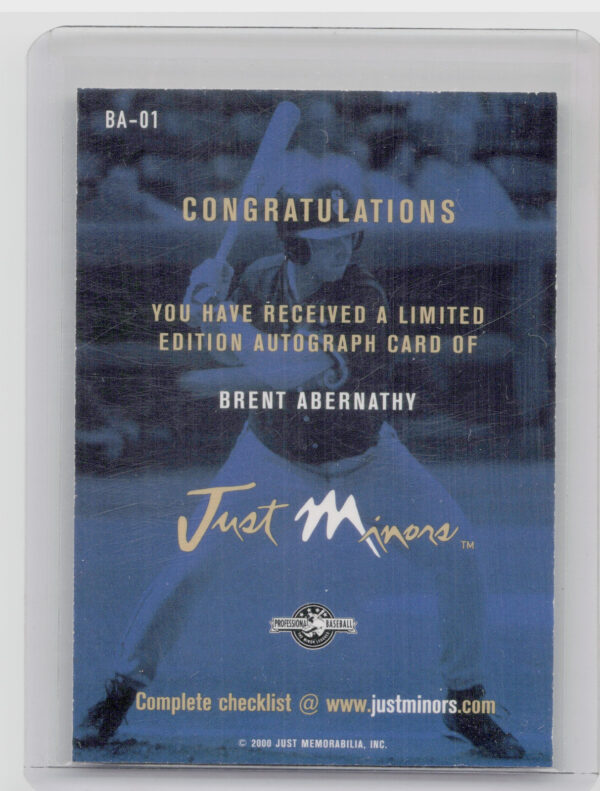 BA-01
CONGRATULATIONS
YOU HAVE RECEIVED A LIMITED
EDITION AUTOGRAPH CARD OF
BRENT ABERNATHY
Just Minors™
PROFESSIONAL BASEBALL
Complete checklist @ www.justminors.com
© 2000 JUST MEMORABILIA, INC.